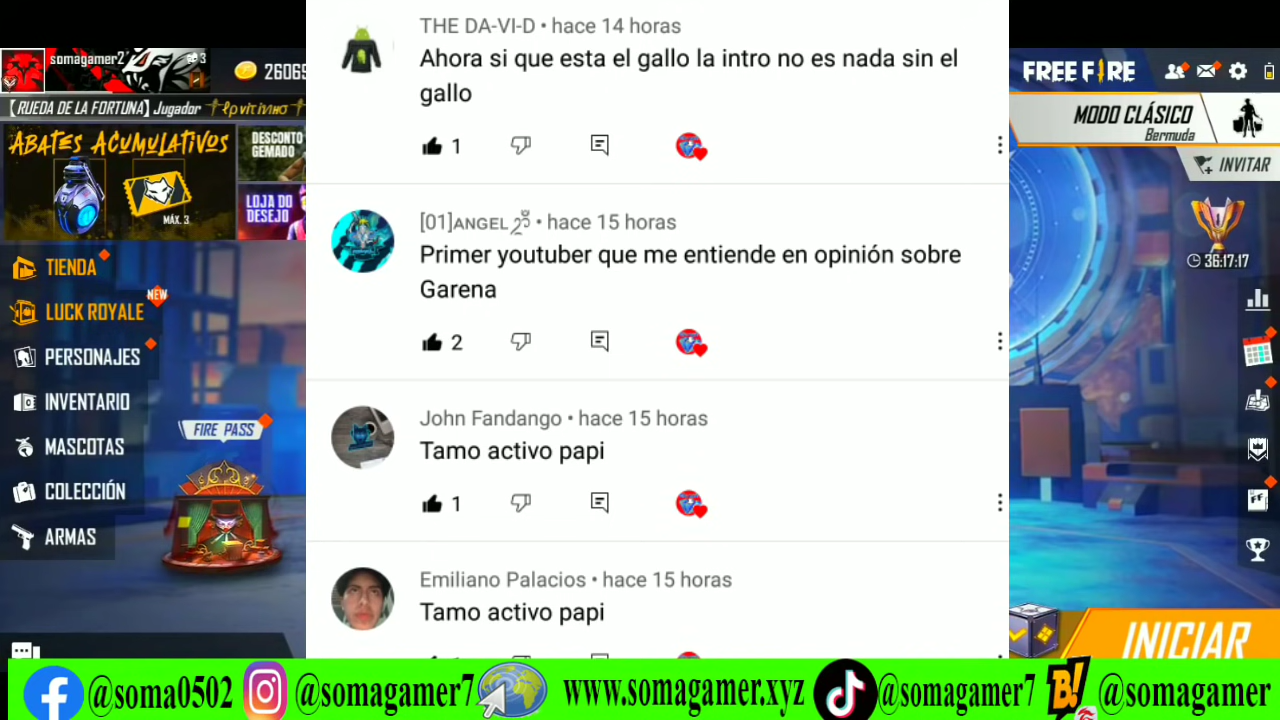 somagamer2
3
26069
【RUEDA DE LA FORTUNA】 Jugador
ABATES ACUMULATIVOS
MÁX. 3
DESCONTO
GEMADO
LOJA DO
DESEJO
TIENDA
LUCK ROYALE
NEW
PERSONAJES
INVENTARIO
MASCOTAS
COLECCIÓN
ARMAS
FIRE PASS
THE DA-VI-D • hace 14 horas
Ahora si que esta el gallo la intro no es nada sin el
gallo
1
[01]ᴀɴɢᴇʟ • hace 15 horas
Primer youtuber que me entiende en opinión sobre
Garena
2
John Fandango • hace 15 horas
Tamo activo papi
1
Emiliano Palacios • hace 15 horas
Tamo activo papi
FREE FIRE
MODO CLÁSICO
Bermuda
INVITAR
36:17:17
FF
INICIAR
@soma0502
@somagamer7
www.somagamer.xyz
@somagamer7
B!
@somagamer